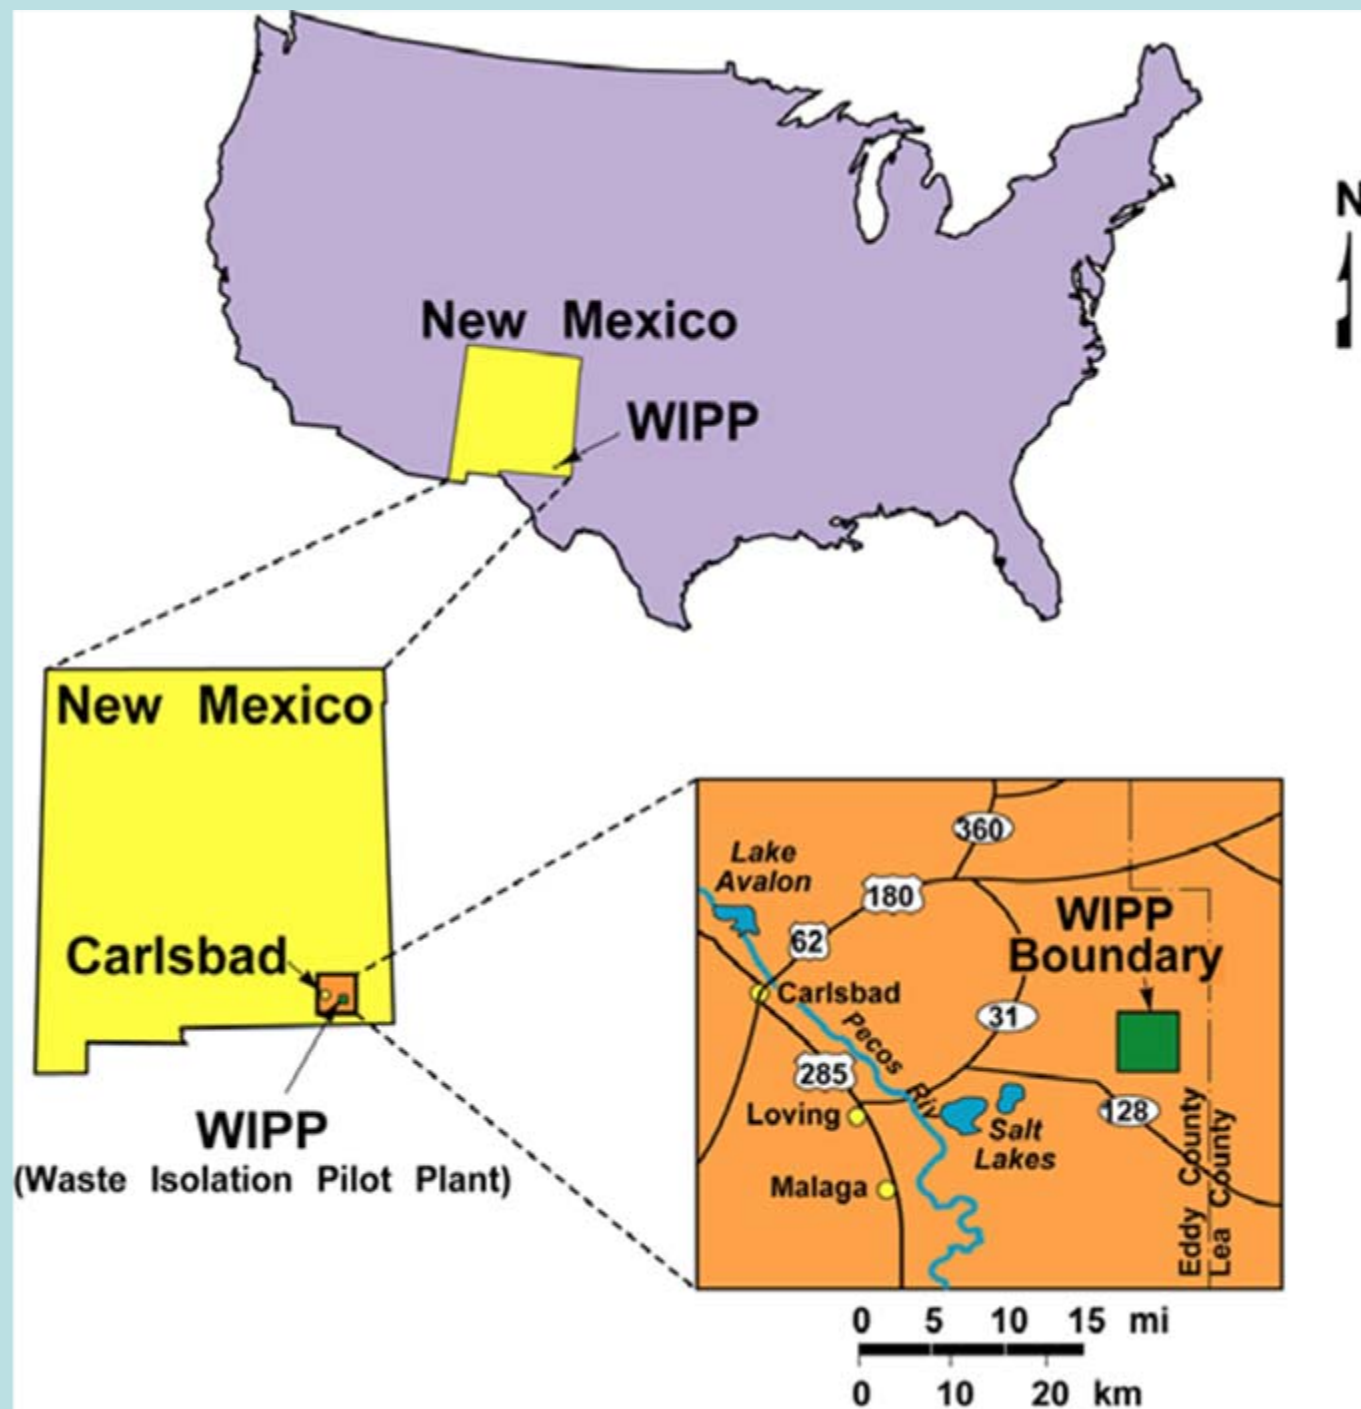 N
New Mexico
WIPP
New Mexico
Carlsbad
WIPP
(Waste Isolation Pilot Plant)
360
Lake
Avalon
180
62
WIPP
Boundary
Carlsbad
31
Pecos
Riv
285
Loving
Salt
Lakes
128
Malaga
Eddy County
Lea County
0 5 10 15 mi
0 10 20 km